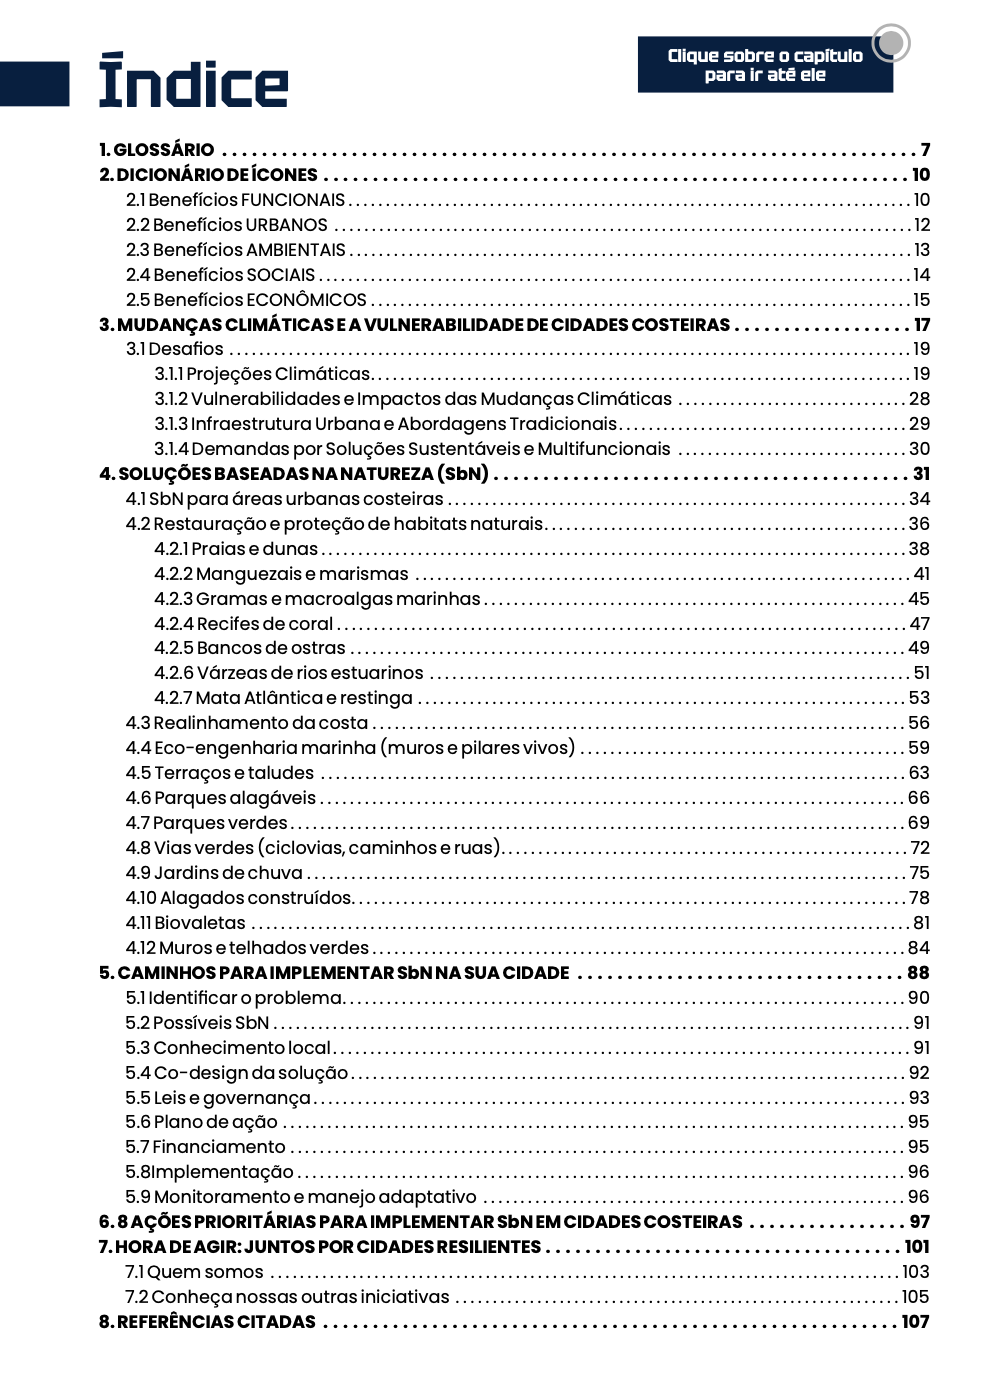 Índice
Clique sobre o capítulo
para ir até ele
1. GLOSSÁRIO . . . . . . . . . . . . . . . . . . . . 7
2. DICIONÁRIO DE ÍCONES . . . . . . . . . . . . . . . . . . . . 10
2.1 Benefícios FUNCIONAIS . . . . . . . . . . . . . . . . . . . . 10
2.2 Benefícios URBANOS . . . . . . . . . . . . . . . . . . . . 12
2.3 Benefícios AMBIENTAIS . . . . . . . . . . . . . . . . . . . . 13
2.4 Benefícios SOCIAIS . . . . . . . . . . . . . . . . . . . . 14
2.5 Benefícios ECONÔMICOS . . . . . . . . . . . . . . . . . . . . 15
3. MUDANÇAS CLIMÁTICAS E A VULNERABILIDADE DE CIDADES COSTEIRAS . . . . . . . . . . . . . . . . . 17
3.1 Desafios . . . . . . . . . . . . . . . . . . . . 19
3.1.1 Projeções Climáticas. . . . . . . . . . . . . . . . . . . . 19
3.1.2 Vulnerabilidades e Impactos das Mudanças Climáticas . . . . . . . . . . . . . . . . . . . . 28
3.1.3 Infraestrutura Urbana e Abordagens Tradicionais. . . . . . . . . . . . . . . . . . . . 29
3.1.4 Demandas por Soluções Sustentáveis e Multifuncionais . . . . . . . . . . . . . . . . . . . . 30
4. SOLUÇÕES BASEADAS NA NATUREZA (SbN) . . . . . . . . . . . . . . . . . . . . 31
4.1 SbN para áreas urbanas costeiras . . . . . . . . . . . . . . . . . . . . 34
4.2 Restauração e proteção de habitats naturais. . . . . . . . . . . . . . . . . . . . 36
4.2.1 Praias e dunas . . . . . . . . . . . . . . . . . . . . 38
4.2.2 Manguezais e marismas . . . . . . . . . . . . . . . . . . . . 41
4.2.3 Gramas e macroalgas marinhas . . . . . . . . . . . . . . . . . . . . 45
4.2.4 Recifes de coral . . . . . . . . . . . . . . . . . . . . 47
4.2.5 Bancos de ostras . . . . . . . . . . . . . . . . . . . . 49
4.2.6 Várzeas de rios estuarinos . . . . . . . . . . . . . . . . . . . . 51
4.2.7 Mata Atlântica e restinga . . . . . . . . . . . . . . . . . . . . 53
4.3 Realinhamento da costa . . . . . . . . . . . . . . . . . . . . 56
4.4 Eco-engenharia marinha (muros e pilares vivos) . . . . . . . . . . . . . . . . . . . . 59
4.5 Terraços e taludes . . . . . . . . . . . . . . . . . . . . 63
4.6 Parques alagáveis . . . . . . . . . . . . . . . . . . . . 66
4.7 Parques verdes . . . . . . . . . . . . . . . . . . . . 69
4.8 Vias verdes (ciclovias, caminhos e ruas). . . . . . . . . . . . . . . . . . . . 72
4.9 Jardins de chuva . . . . . . . . . . . . . . . . . . . . 75
4.10 Alagados construídos. . . . . . . . . . . . . . . . . . . . 78
4.11 Biovaletas . . . . . . . . . . . . . . . . . . . . 81
4.12 Muros e telhados verdes . . . . . . . . . . . . . . . . . . . . 84
5. CAMINHOS PARA IMPLEMENTAR SbN NA SUA CIDADE . . . . . . . . . . . . . . . . . . . . 88
5.1 Identificar o problema. . . . . . . . . . . . . . . . . . . . 90
5.2 Possíveis SbN . . . . . . . . . . . . . . . . . . . . 91
5.3 Conhecimento local . . . . . . . . . . . . . . . . . . . . 91
5.4 Co-design da solução . . . . . . . . . . . . . . . . . . . . 92
5.5 Leis e governança . . . . . . . . . . . . . . . . . . . . 93
5.6 Plano de ação . . . . . . . . . . . . . . . . . . . . 95
5.7 Financiamento . . . . . . . . . . . . . . . . . . . . 95
5.8Implementação . . . . . . . . . . . . . . . . . . . . 96
5.9 Monitoramento e manejo adaptativo . . . . . . . . . . . . . . . . . . . . 96
6. 8 AÇÕES PRIORITÁRIAS PARA IMPLEMENTAR SbN EM CIDADES COSTEIRAS . . . . . . . . . . . . . . . 97
7. HORA DE AGIR: JUNTOS POR CIDADES RESILIENTES . . . . . . . . . . . . . . . . . . . . 101
7.1 Quem somos . . . . . . . . . . . . . . . . . . . . 103
7.2 Conheça nossas outras iniciativas . . . . . . . . . . . . . . . . . . . . 105
8. REFERÊNCIAS CITADAS . . . . . . . . . . . . . . . . . . . . 107